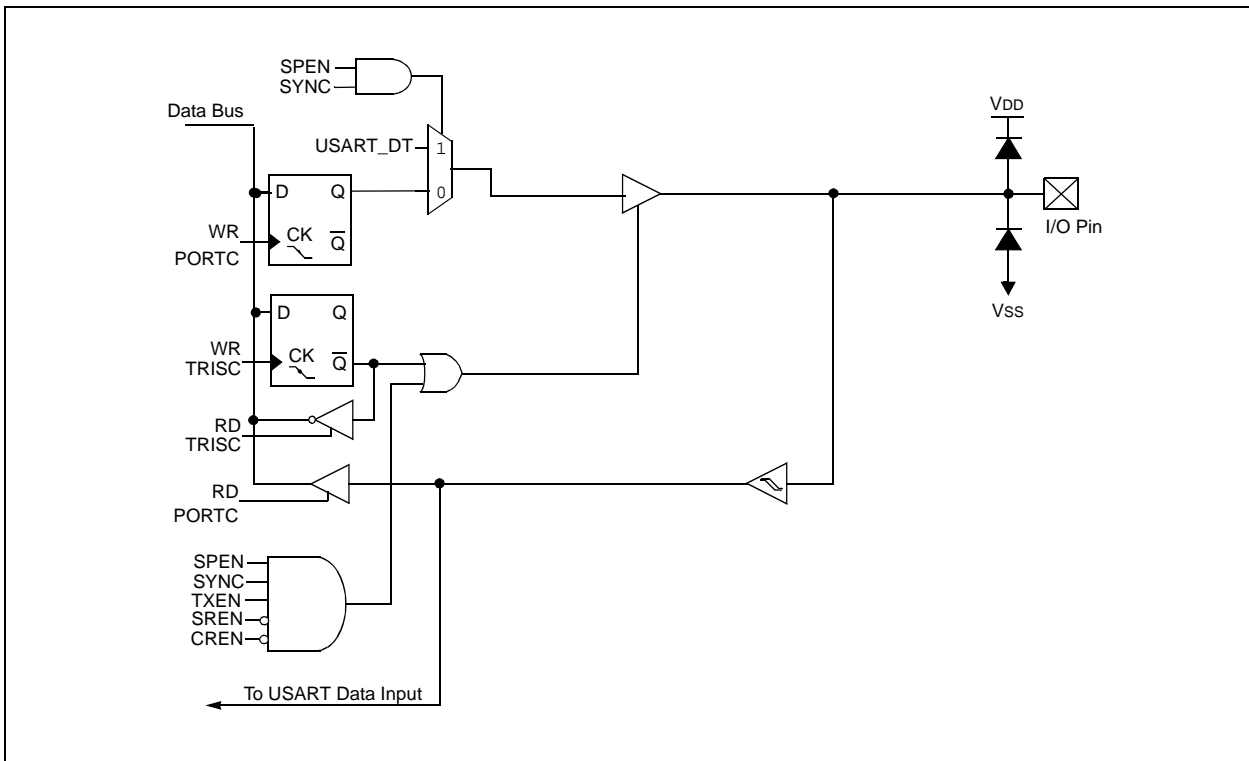 SPEN
SYNC
Data Bus
VDD
USART_DT
1
D
Q
0
WR
PORTC
CK
Q
I/O Pin
VSS
D
Q
WR
TRISC
CK
Q
RD
TRISC
RD
PORTC
SPEN
SYNC
TXEN
SREN
CREN
To USART Data Input